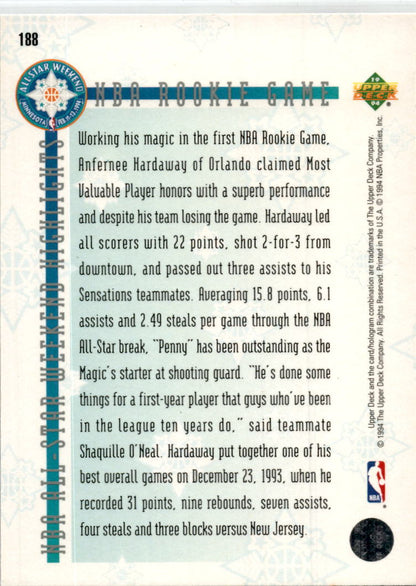 188
ALL-STAR WEEKEND
MINNESOTA FEB. 11-13, 1994
NBA ROOKIE GAME
19 UPPER DECK 94
NBA ALL-STAR WEEKEND HIGHLIGHTS
Working his magic in the first NBA Rookie Game,
Anfernee Hardaway of Orlando claimed Most
Valuable Player honors with a superb performance
and despite his team losing the game. Hardaway led
all scorers with 22 points, shot 2-for-3 from
downtown, and passed out three assists to his
Sensations teammates. Averaging 15.8 points, 6.1
assists and 2.49 steals per game through the NBA
All-Star break, "Penny" has been outstanding as the
Magic's starter at shooting guard. "He's done some
things for a first-year player that guys who've been
in the league ten years do," said teammate
Shaquille O'Neal. Hardaway put together one of his
best overall games on December 23, 1993, when he
recorded 31 points, nine rebounds, seven assists,
four steals and three blocks versus New Jersey.
Upper Deck and the card/hologram combination are trademarks of The Upper Deck Company.
© 1994 The Upper Deck Company. All Rights Reserved. Printed in the U.S.A. © 1994 NBA Properties, Inc.
NBA